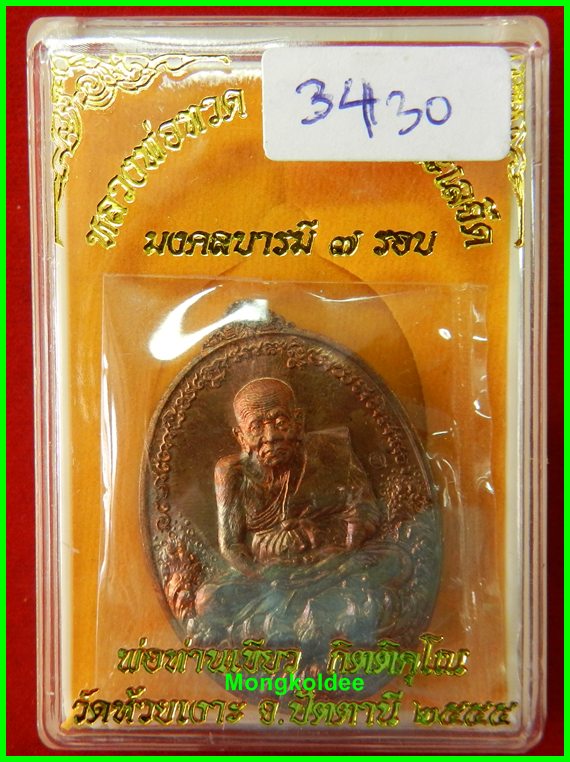 3430
หลวงพ่อทวด
มงคลบารมี ๗ รอบ
พ่อท่านเขียว กิตติคุโณ
Mongkoldee
วัดห้วยเงาะ จ.ปัตตานี ๒๕๕๕